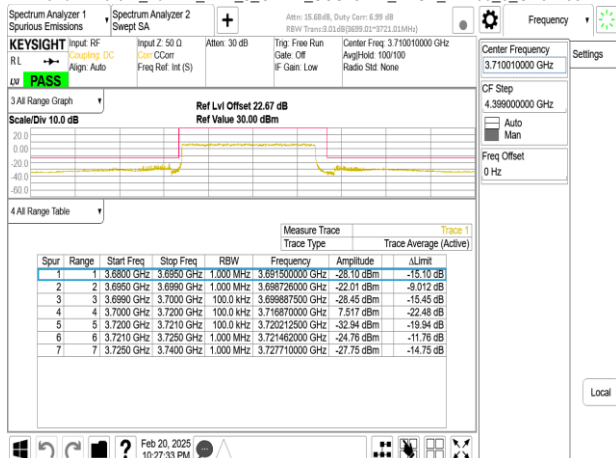 Spectrum Analyzer 1
Spurious Emissions
Spectrum Analyzer 2
Swept SA
+
Attn: 15.68dB, Duty Corr: 6.99 dB
RBW Trans:3.01dB(3699.01~3721.01MHz)
Frequency
KEYSIGHT
RL
LXI
PASS
Input: RF
Coupling: DC
Align: Auto
Input Z: 50 Ω
Corr CCorr
Freq Ref: Int (S)
Atten: 30 dB
Trig: Free Run
Gate: Off
IF Gain: Low
Center Freq: 3.710010000 GHz
Avg|Hold: 100/100
Radio Std: None
Center Frequency
3.710010000 GHz
Settings
CF Step
4.399000000 GHz
Auto
Man
Freq Offset
0 Hz
3 All Range Graph
Scale/Div 10.0 dB
Ref Lvl Offset 22.67 dB
Ref Value 30.00 dBm
20.0
0.00
-20.0
-40.0
-60.0
4 All Range Table
Measure Trace Trace 1
Trace Type Trace Average (Active)
Spur Range Start Freq Stop Freq RBW Frequency Amplitude ΔLimit
1 1 3.6800 GHz 3.6950 GHz 1.000 MHz 3.691500000 GHz -28.10 dBm -15.10 dB
2 2 3.6950 GHz 3.6990 GHz 1.000 MHz 3.698726000 GHz -22.01 dBm -9.012 dB
3 3 3.6990 GHz 3.7000 GHz 100.0 kHz 3.699887500 GHz -28.45 dBm -15.45 dB
4 4 3.7000 GHz 3.7200 GHz 100.0 kHz 3.716870000 GHz 7.517 dBm -22.48 dB
5 5 3.7200 GHz 3.7210 GHz 100.0 kHz 3.720212500 GHz -32.94 dBm -19.94 dB
6 6 3.7210 GHz 3.7250 GHz 1.000 MHz 3.721462000 GHz -24.76 dBm -11.76 dB
7 7 3.7250 GHz 3.7400 GHz 1.000 MHz 3.727710000 GHz -27.75 dBm -14.75 dB
Local
?
Feb 20, 2025
10:27:33 PM